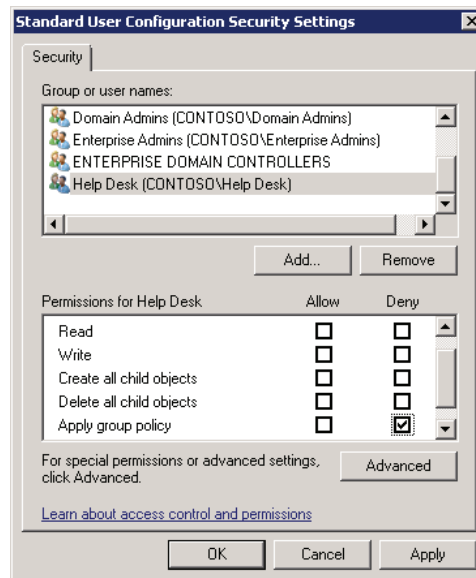 Standard User Configuration Security Settings
Security
Group or user names:
Domain Admins (CONTOSO\Domain Admins)
Enterprise Admins (CONTOSO\Enterprise Admins)
ENTERPRISE DOMAIN CONTROLLERS
Help Desk (CONTOSO\Help Desk)
Add... Remove
Permissions for Help Desk Allow Deny
Read
Write
Create all child objects
Delete all child objects
Apply group policy
For special permissions or advanced settings, Advanced
click Advanced.
Learn about access control and permissions
OK Cancel Apply